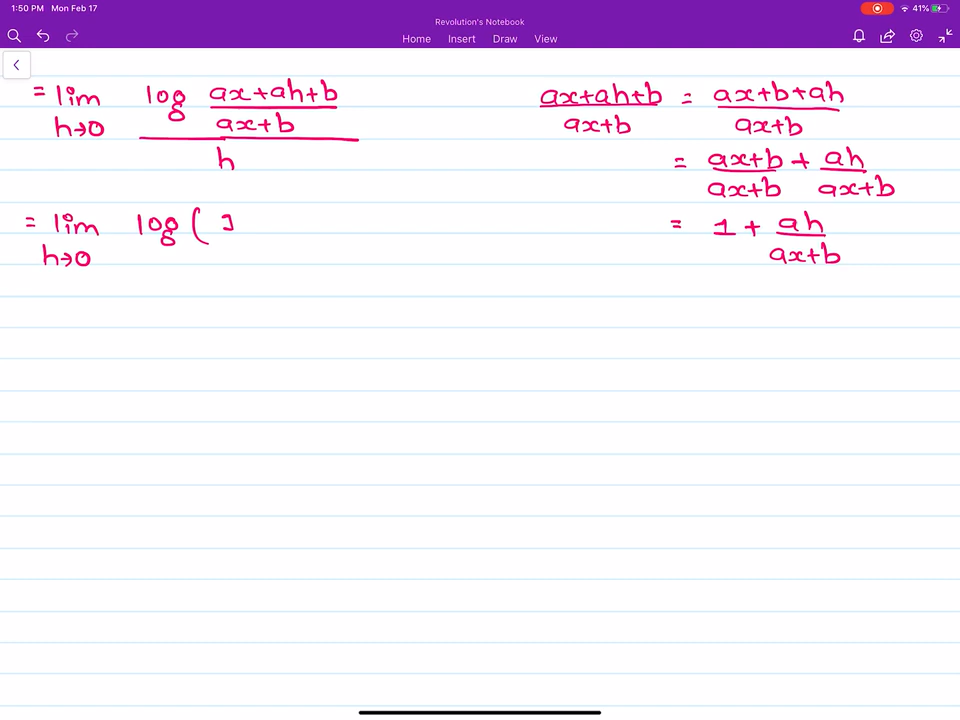 1:50 PM Mon Feb 17
41%
Revolution's Notebook
Home Insert Draw View
= lim h→0 log (ax+ah+b)/(ax+b) / h
(ax+ah+b)/(ax+b) = (ax+b+ah)/(ax+b)
= (ax+b)/(ax+b) + ah/(ax+b)
= lim h→0 log(
= 1 + ah/(ax+b)